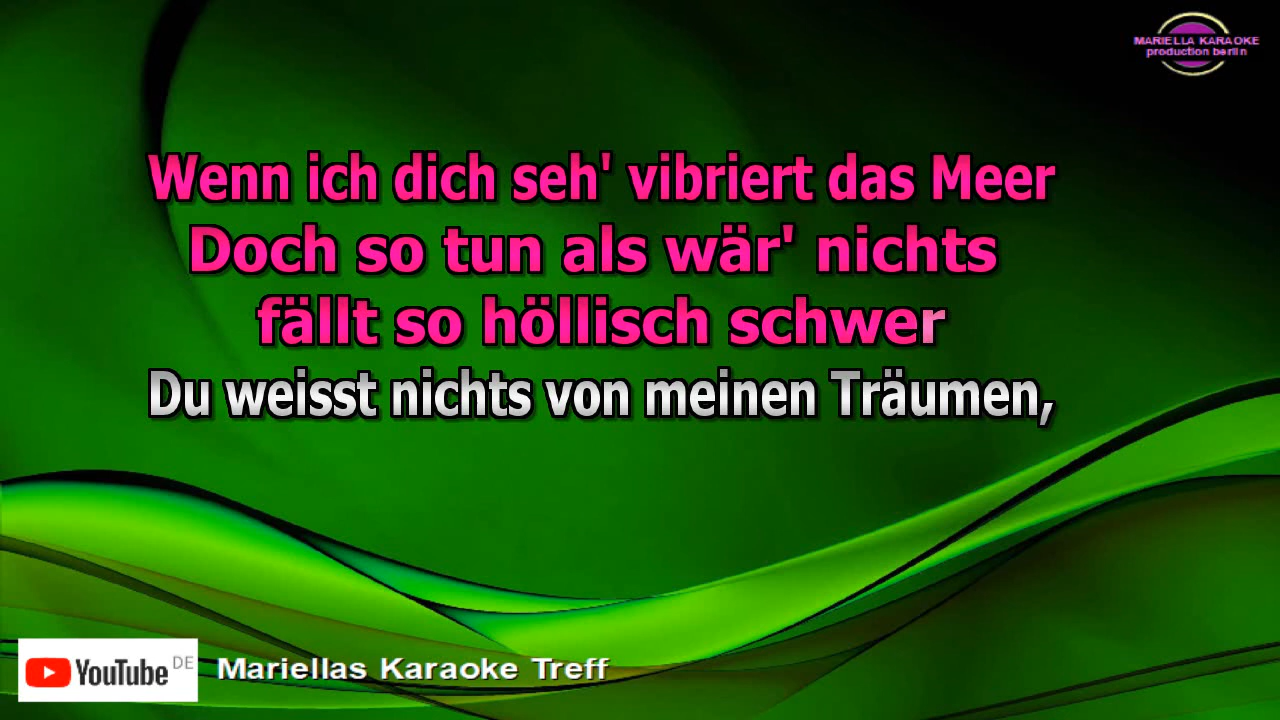 MARIELLA KARAOKE
production berlin
Wenn ich dich seh' vibriert das Meer
Doch so tun als wär' nichts
fällt so höllisch schwer
Du weisst nichts von meinen Träumen,
YouTube DE
Mariellas Karaoke Treff